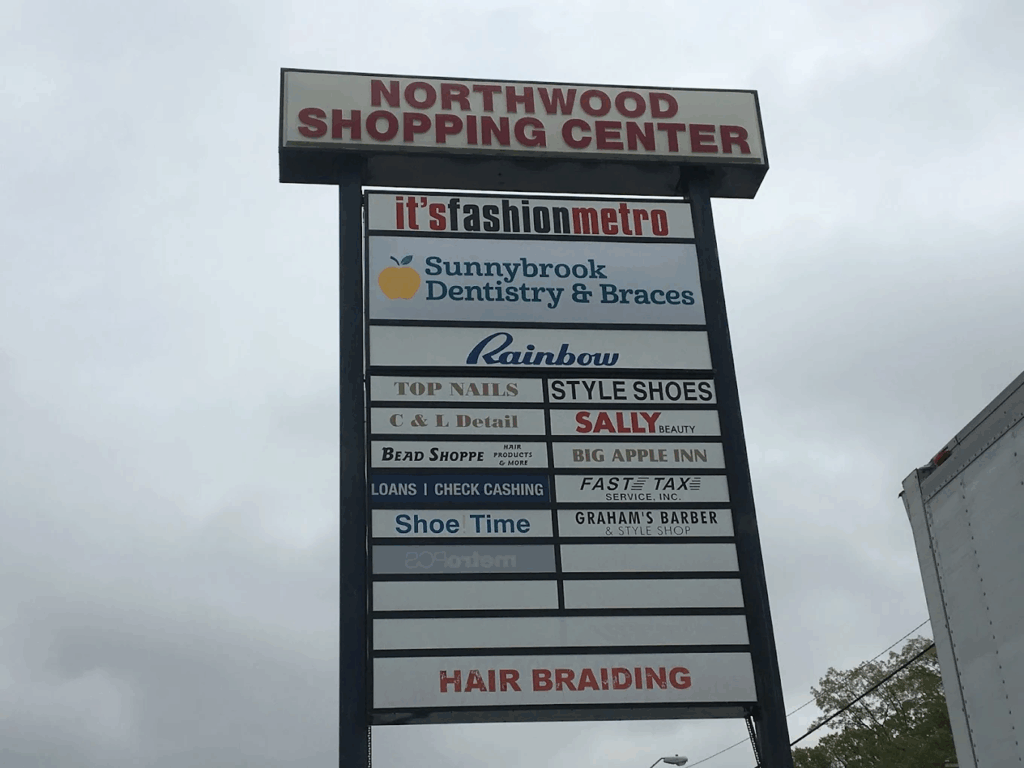 NORTHWOOD
SHOPPING CENTER
it'sfashionmetro
Sunnybrook
Dentistry & Braces
Rainbow
TOP NAILS
STYLE SHOES
C & L Detail
SALLY BEAUTY
BEAD SHOPPE
HAIR
PRODUCTS
& MORE
BIG APPLE INN
LOANS | CHECK CASHING
FAST TAX
SERVICE, INC.
Shoe Time
GRAHAM'S BARBER
& STYLE SHOP
metroPCS
HAIR BRAIDING